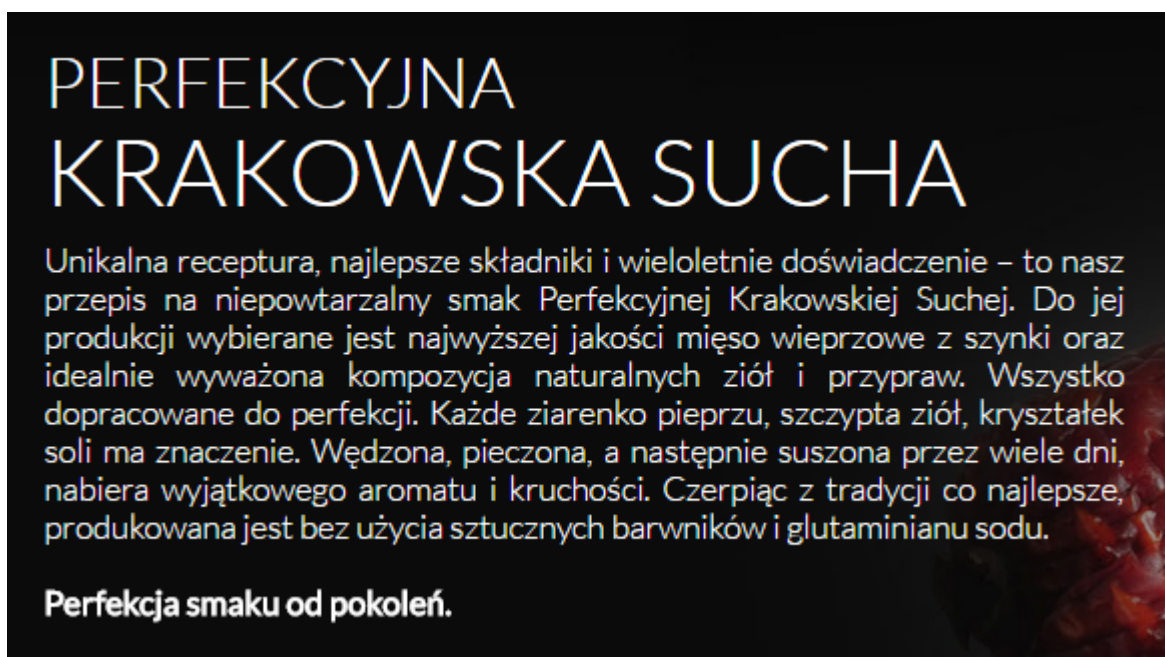 PERFEKCYJNA
KRAKOWSKA SUCHA
Unikalna receptura, najlepsze składniki i wieloletnie doświadczenie – to nasz
przepis na niepowtarzalny smak Perfekcyjnej Krakowskiej Suchej. Do jej
produkcji wybierane jest najwyższej jakości mięso wieprzowe z szynki oraz
idealnie wyważona kompozycja naturalnych ziół i przypraw. Wszystko
dopracowane do perfekcji. Każde ziarenko pieprzu, szczypta ziół, kryształek
soli ma znaczenie. Wędzona, pieczona, a następnie suszona przez wiele dni,
nabiera wyjątkowego aromatu i kruchości. Czerpiąc z tradycji co najlepsze,
produkowana jest bez użycia sztucznych barwników i glutaminianu sodu.
Perfekcja smaku od pokoleń.